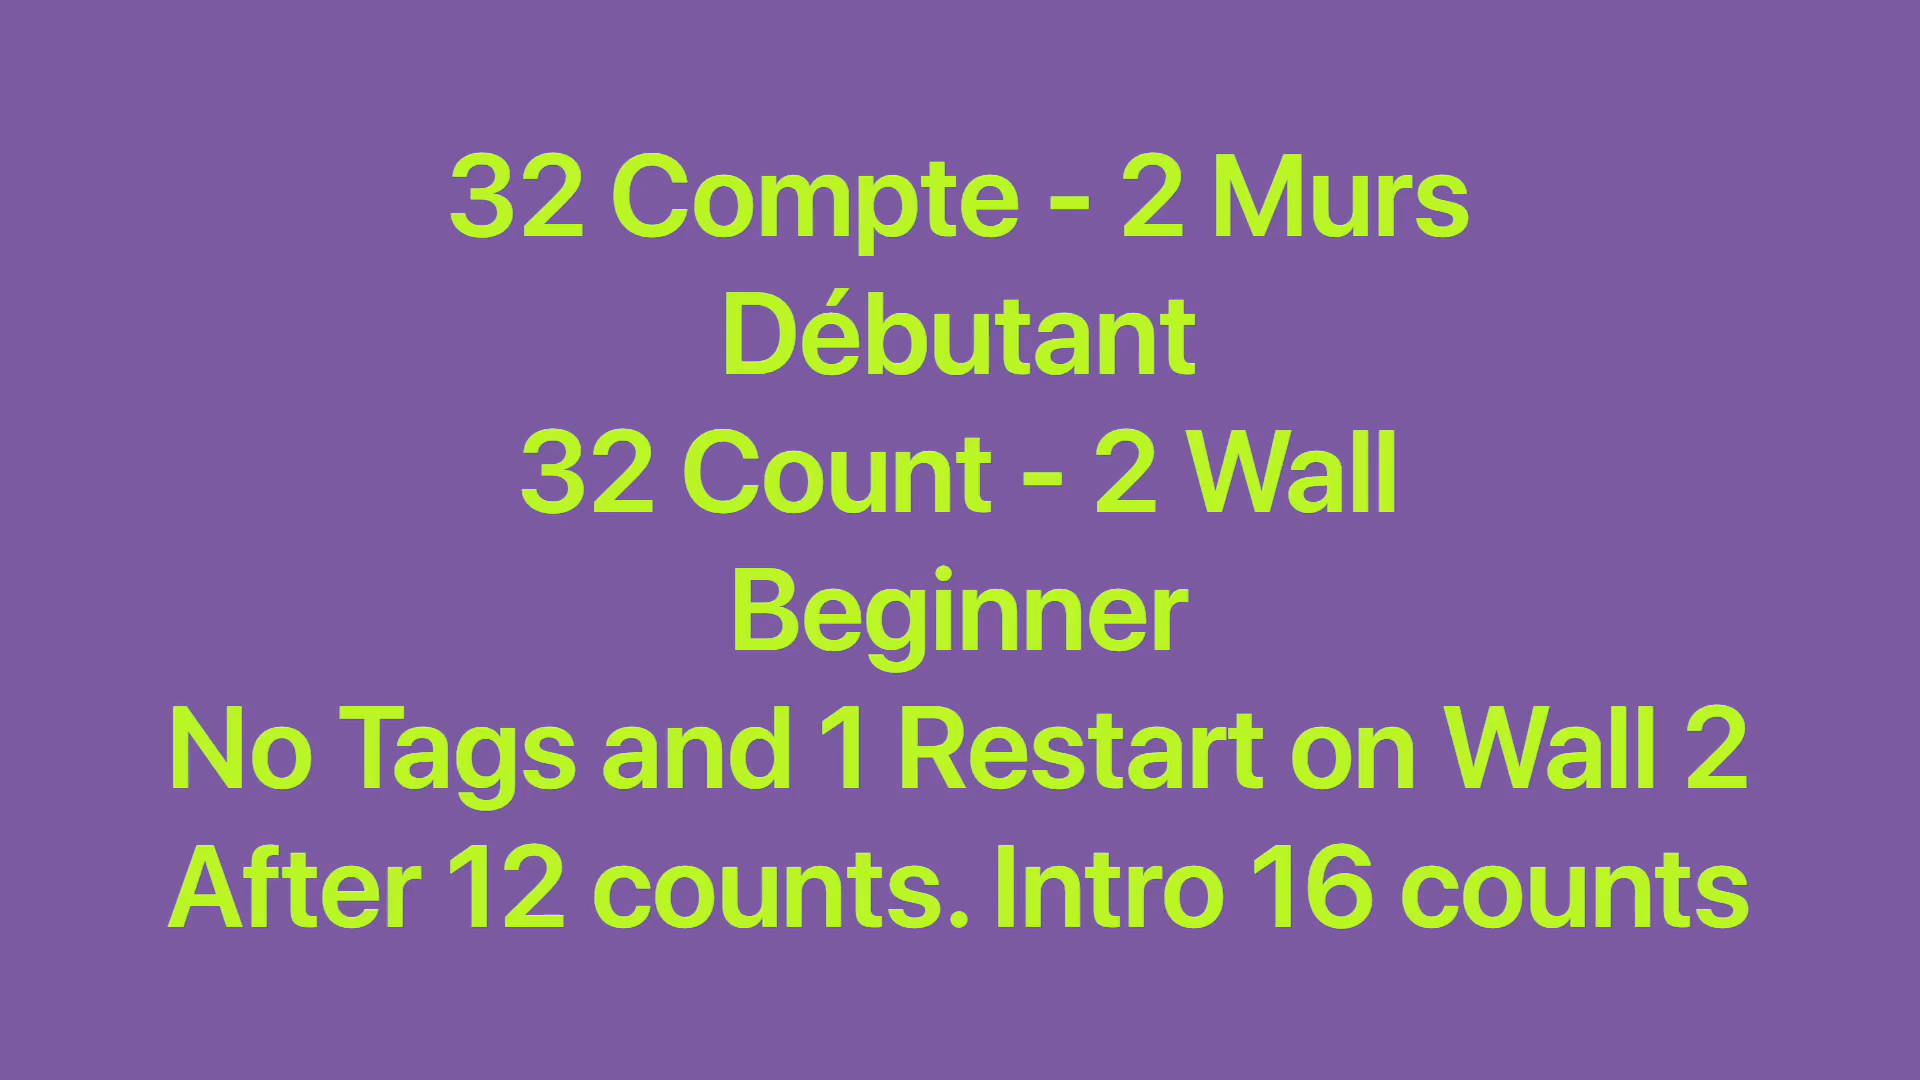 32 Compte - 2 Murs
Débutant
32 Count - 2 Wall
Beginner
No Tags and 1 Restart on Wall 2
After 12 counts. Intro 16 counts